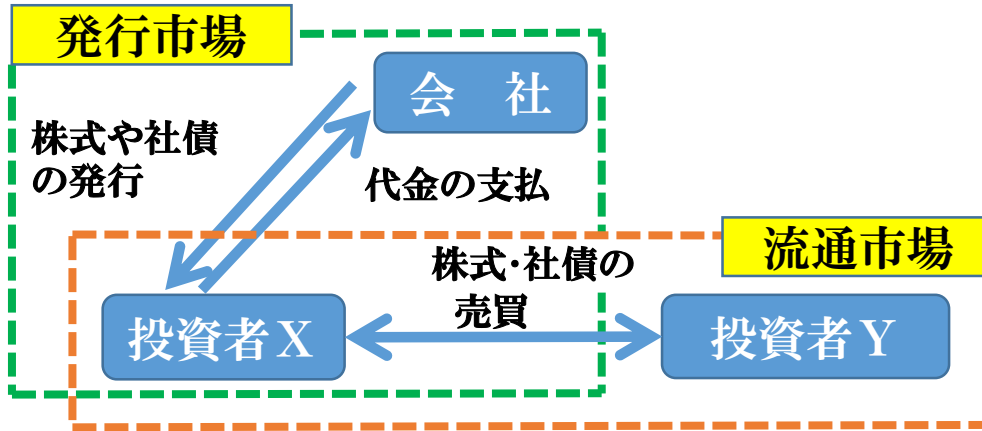 発行市場
会　社
株式や社債
の発行
代金の支払
流通市場
株式・社債の
売買
投資者Ｘ
投資者Ｙ